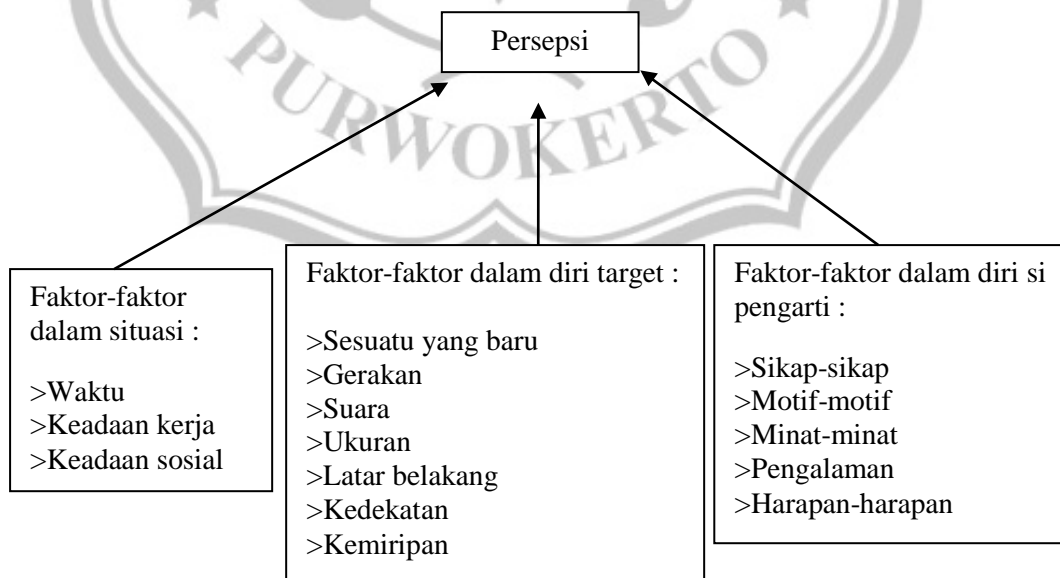 Persepsi
PURWOKERTO
Faktor-faktor
dalam situasi :
>Waktu
>Keadaan kerja
>Keadaan sosial
Faktor-faktor dalam diri target :
>Sesuatu yang baru
>Gerakan
>Suara
>Ukuran
>Latar belakang
>Kedekatan
>Kemiripan
Faktor-faktor dalam diri si
pengarti :
>Sikap-sikap
>Motif-motif
>Minat-minat
>Pengalaman
>Harapan-harapan